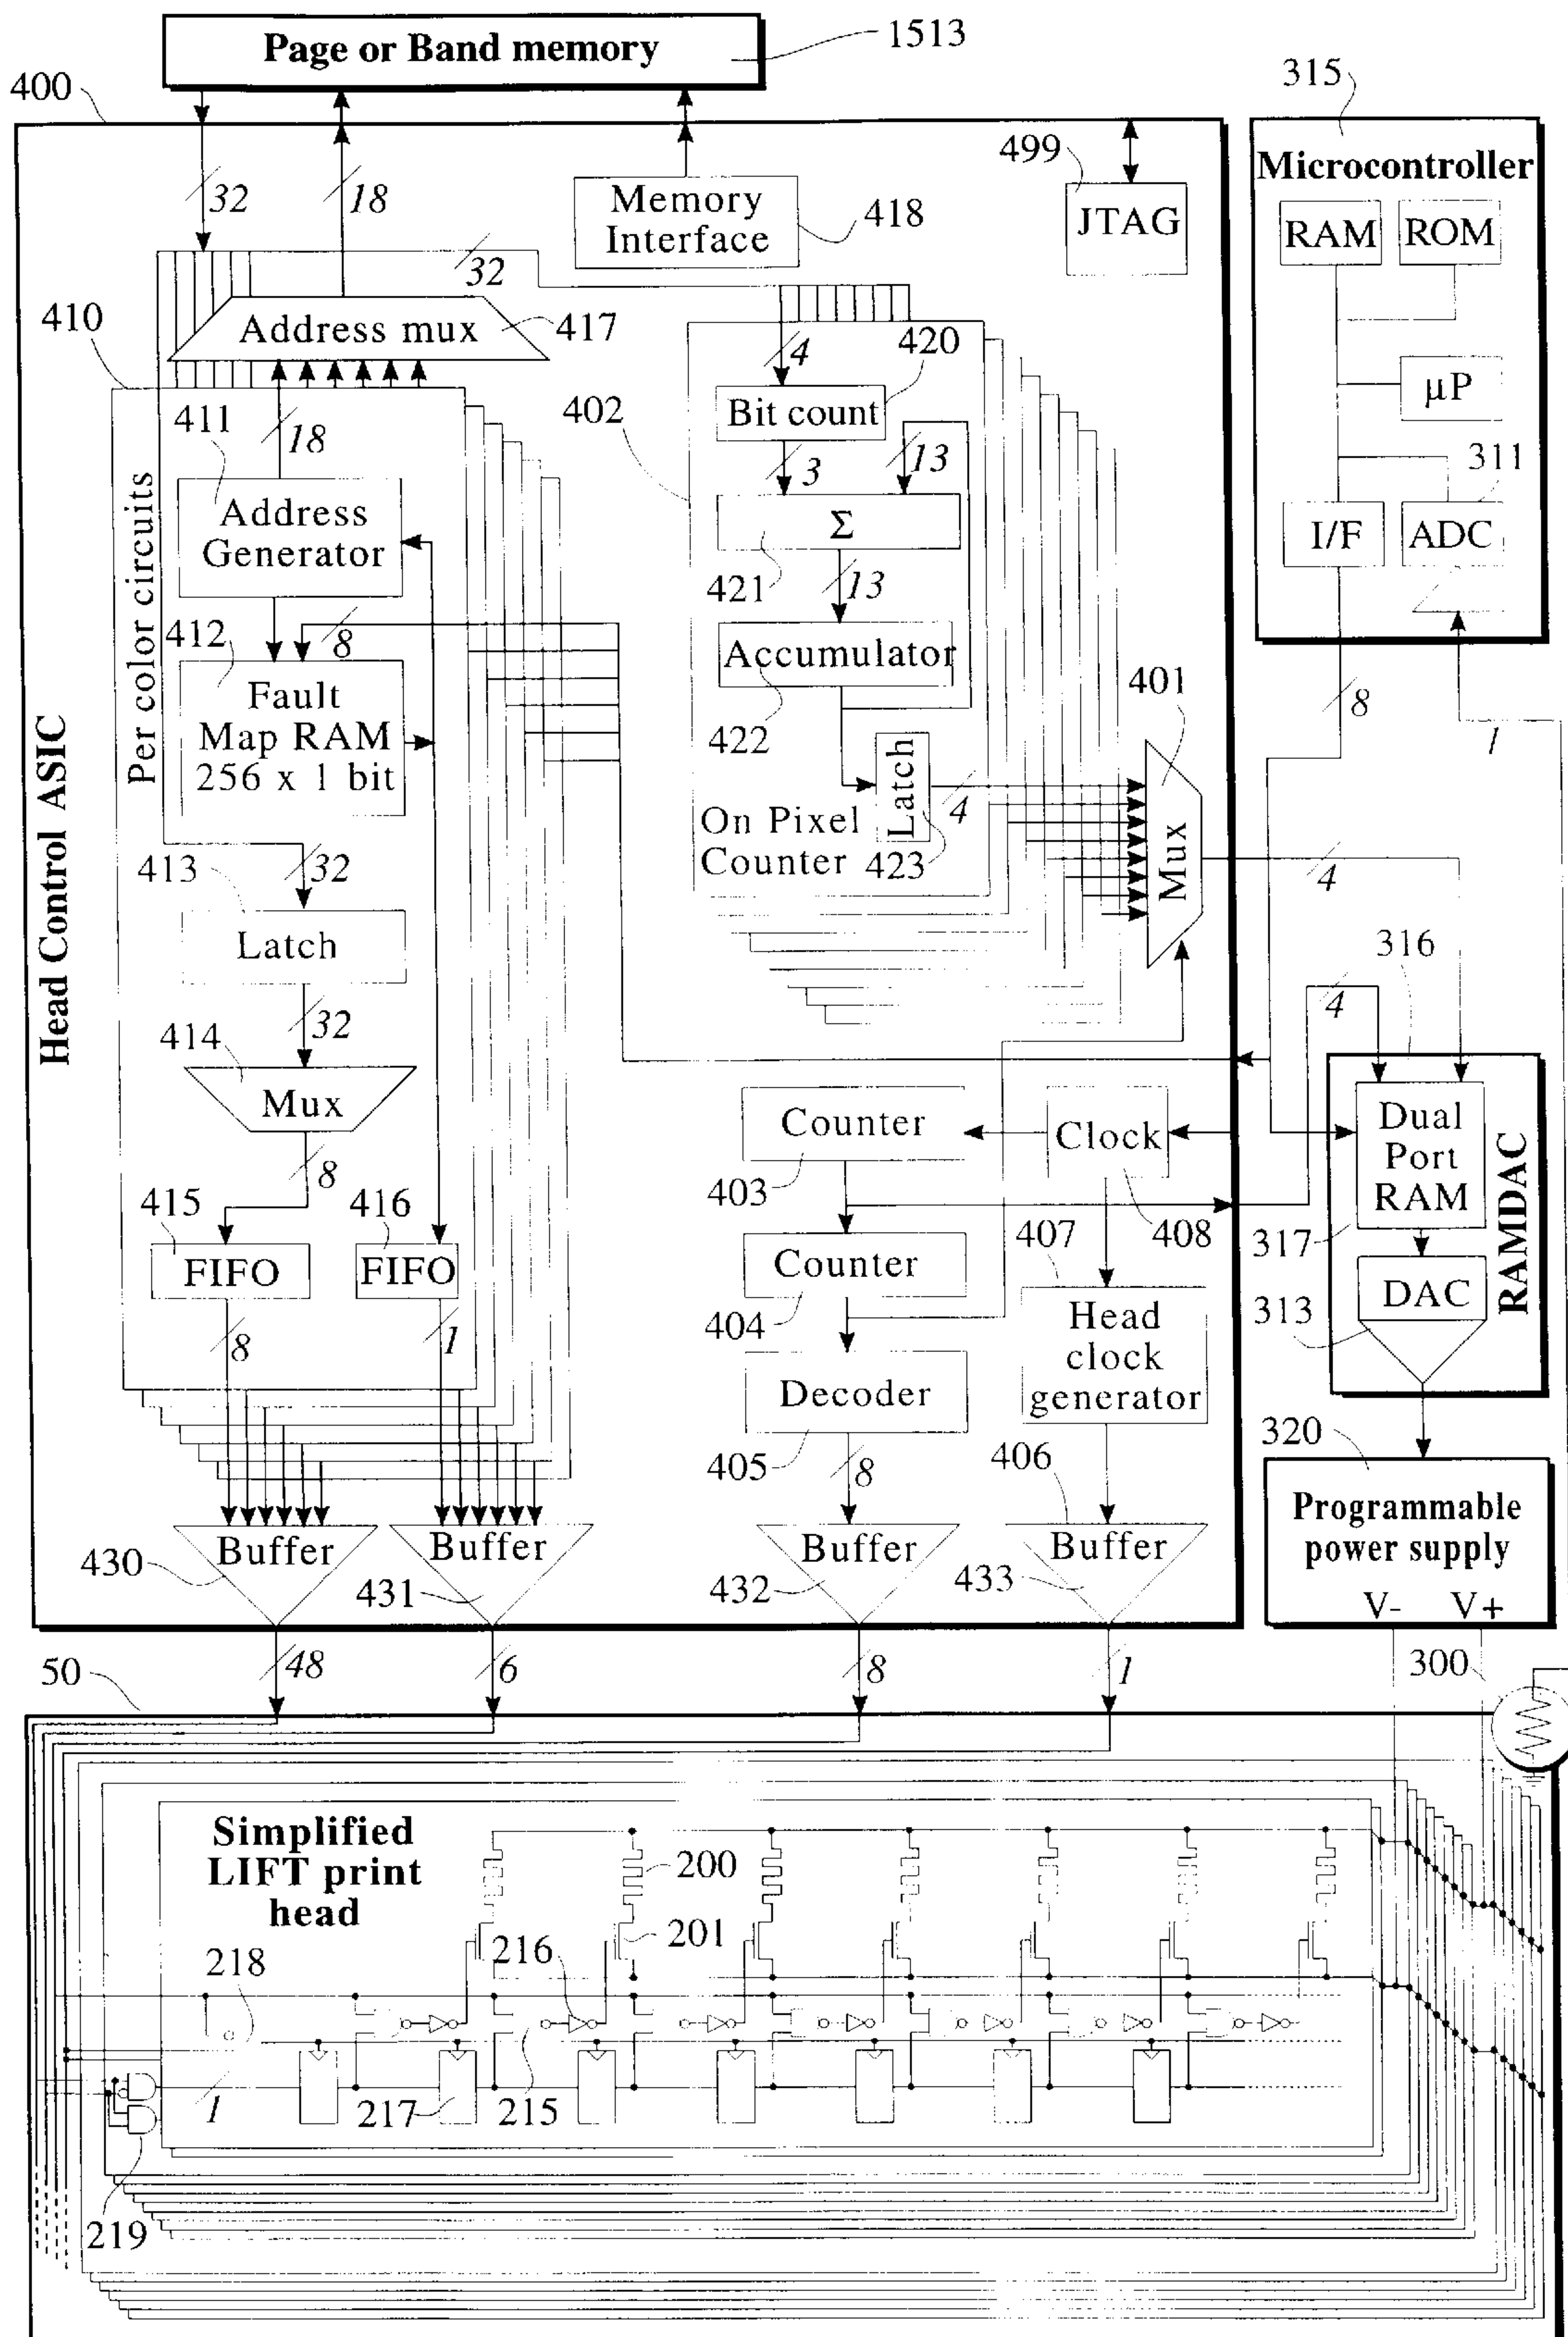 Page or Band memory
1513
400
315
499
Microcontroller
32
18
Memory
Interface
418
JTAG
RAM
ROM
32
410
Address mux
417
4
420
μP
411
18
402
Bit count
3
13
311
Per color circuits
Address
Generator
Σ
I/F
ADC
421
13
412
8
Fault
Map RAM
256 x 1 bit
Accumulator
422
401
8
1
Head Control ASIC
Latch
4
On Pixel
Counter
423
Mux
4
413
32
Latch
316
4
414
32
Mux
Counter
Clock
Dual
Port
RAM
RAMDAC
8
403
415
416
408
317
407
FIFO
FIFO
Counter
DAC
404
313
8
1
Head
clock
generator
Decoder
320
405
8
406
Programmable
power supply
Buffer
Buffer
Buffer
Buffer
430
431
432
433
V-
V+
50
48
6
8
1
300
Simplified
LIFT print
head
200
201
216
218
1
217
215
219